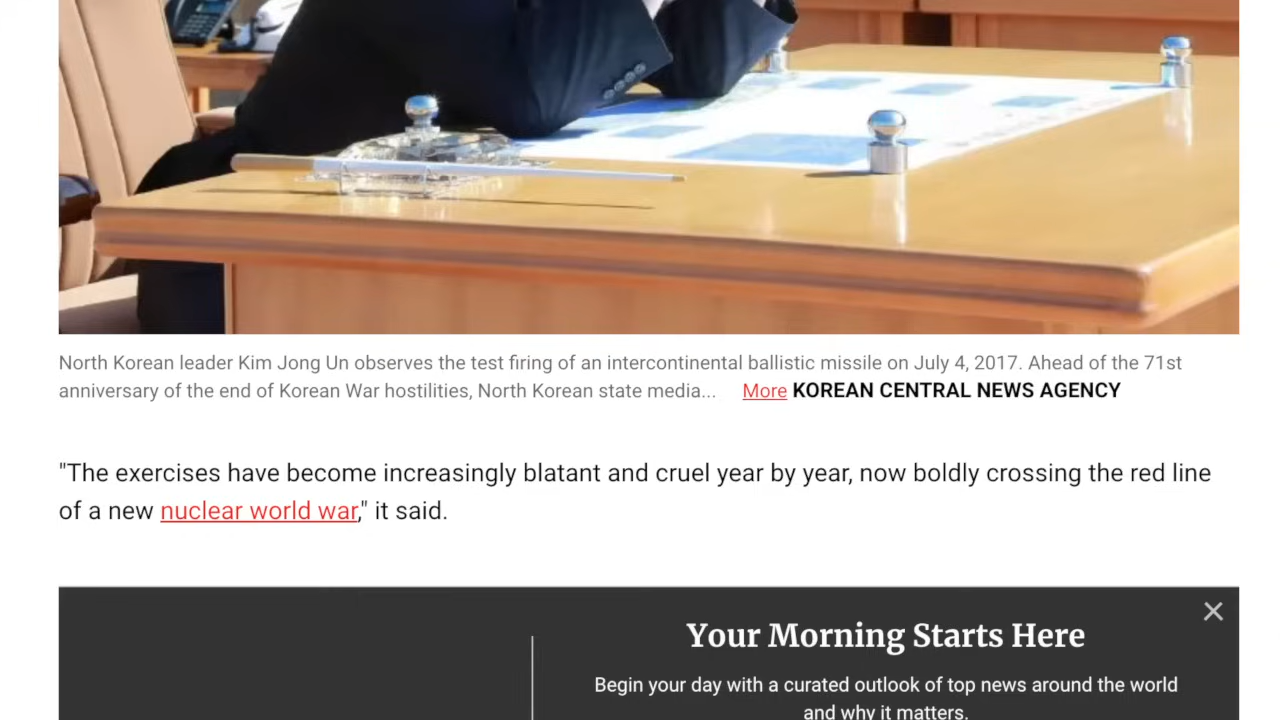 North Korean leader Kim Jong Un observes the test firing of an intercontinental ballistic missile on July 4, 2017. Ahead of the 71st
anniversary of the end of Korean War hostilities, North Korean state media... More KOREAN CENTRAL NEWS AGENCY
"The exercises have become increasingly blatant and cruel year by year, now boldly crossing the red line
of a new nuclear world war," it said.
Your Morning Starts Here
Begin your day with a curated outlook of top news around the world
and why it matters.